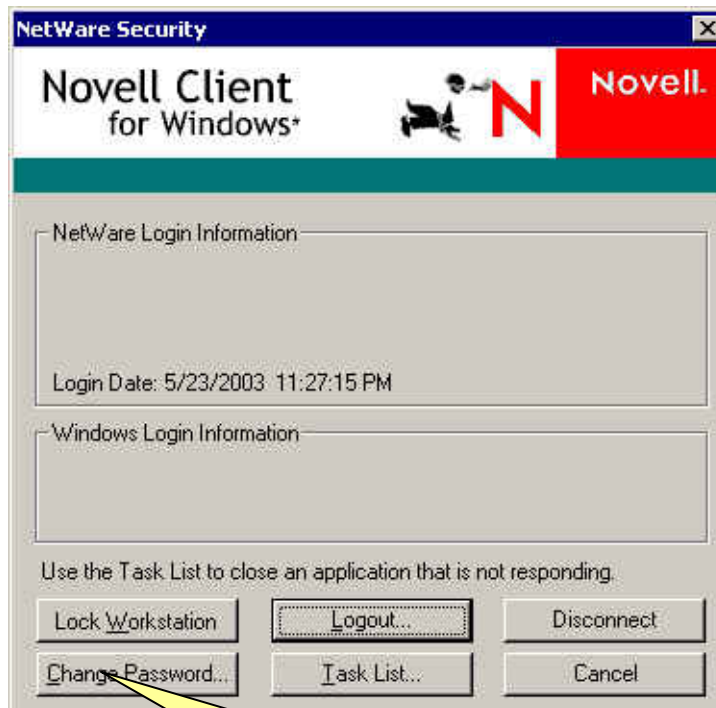 NetWare Security
Novell Client
for Windows*
N
Novell.
NetWare Login Information
Login Date: 5/23/2003 11:27:15 PM
Windows Login Information
Use the Task List to close an application that is not responding.
Lock Workstation
Logout...
Disconnect
Change Password...
Task List...
Cancel